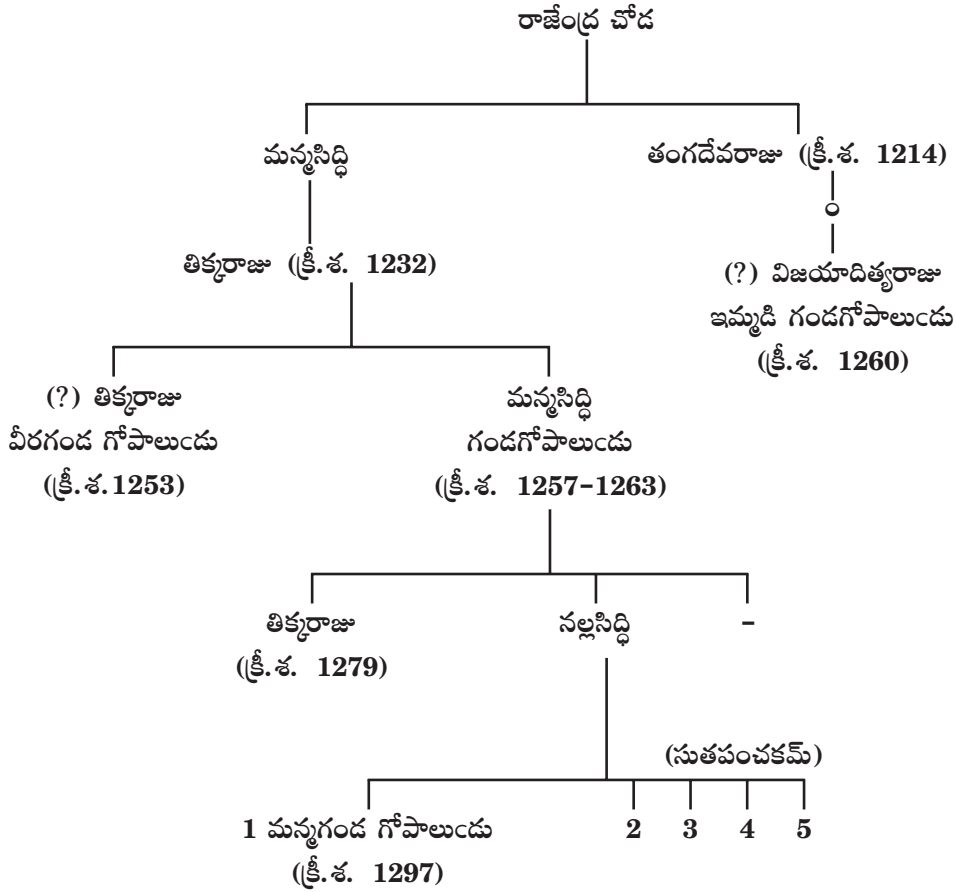 రాజేంద్ర చోడ
మన్మసిద్ధి
తంగదేవరాజు (క్రీ.శ. 1214)
ం
తిక్కరాజు (క్రీ.శ. 1232)
(?) విజయాదిత్యరాజు
ఇమ్మడి గండగోపాలుఁడు
(క్రీ.శ. 1260)
(?) తిక్కరాజు
వీరగండ గోపాలుఁడు
(క్రీ.శ.1253)
మన్మసిద్ధి
గండగోపాలుఁడు
(క్రీ.శ. 1257-1263)
తిక్కరాజు
(క్రీ.శ. 1279)
నల్లసిద్ధి
-
(సుతపంచకమ్)
1 మన్మగండ గోపాలుఁడు
(క్రీ.శ. 1297)
2 3 4 5